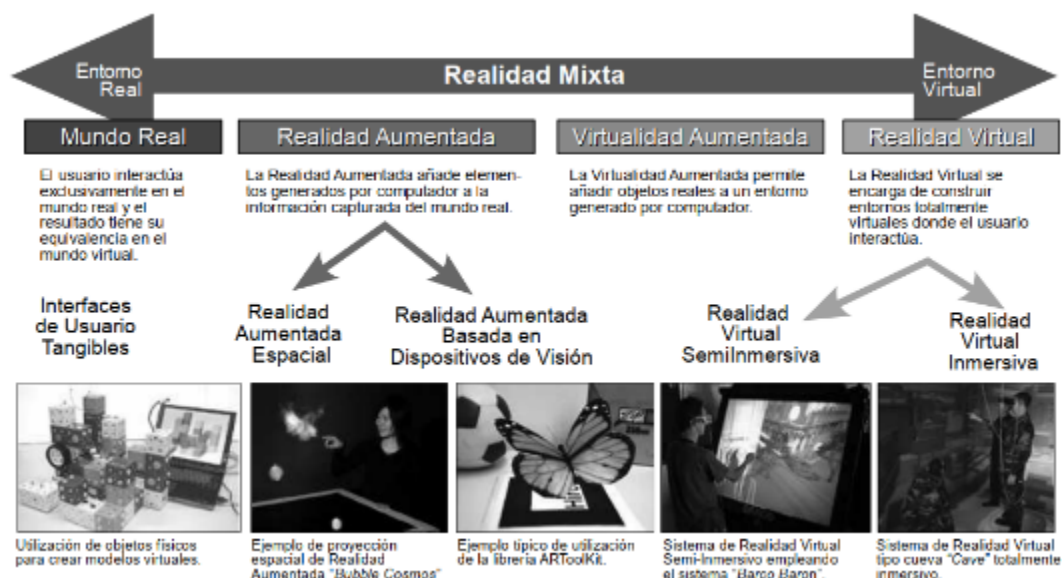 Entorno
Real
Realidad Mixta
Entorno
Virtual
Mundo Real
Realidad Aumentada
Virtualidad Aumentada
Realidad Virtual
El usuario interactúa
exclusivamente en el
mundo real y el
resultado tiene su
equivalencia en el
mundo virtual.
La Realidad Aumentada añade elemen-
tos generados por computador a la
información capturada del mundo real.
La Virtualidad Aumentada permite
añadir objetos reales a un entorno
generado por computador.
La Realidad Virtual se
encarga de construir
entornos totalmente
virtuales donde el usuario
interactúa.
Interfaces
de Usuario
Tangibles
Realidad
Aumentada
Espacial
Realidad Aumentada
Basada en
Dispositivos de Visión
Realidad
Virtual
SemiInmersiva
Realidad
Virtual
Inmersiva
Utilización de objetos físicos
para crear modelos virtuales.
Ejemplo de proyección
espacial de Realidad
Aumentada "Bubble Cosmos"
Ejemplo típico de utilización
de la librería ARToolKit.
Sistema de Realidad Virtual
Semi-Inmersivo empleando
el sistema "Barco Baron".
Sistema de Realidad Virtual
tipo cueva "Cave" totalmente
inmersivo.